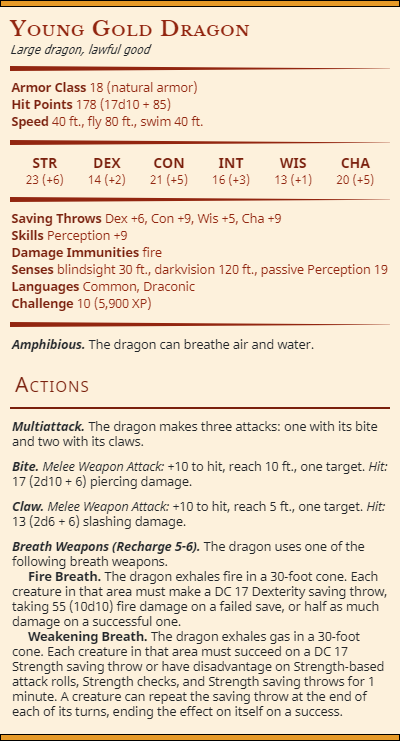 Young Gold Dragon
Large dragon, lawful good
Armor Class 18 (natural armor)
Hit Points 178 (17d10 + 85)
Speed 40 ft., fly 80 ft., swim 40 ft.
STR DEX CON INT WIS CHA
23 (+6) 14 (+2) 21 (+5) 16 (+3) 13 (+1) 20 (+5)
Saving Throws Dex +6, Con +9, Wis +5, Cha +9
Skills Perception +9
Damage Immunities fire
Senses blindsight 30 ft., darkvision 120 ft., passive Perception 19
Languages Common, Draconic
Challenge 10 (5,900 XP)
Amphibious. The dragon can breathe air and water.
Actions
Multiattack. The dragon makes three attacks: one with its bite
and two with its claws.
Bite. Melee Weapon Attack: +10 to hit, reach 10 ft., one target. Hit:
17 (2d10 + 6) piercing damage.
Claw. Melee Weapon Attack: +10 to hit, reach 5 ft., one target. Hit:
13 (2d6 + 6) slashing damage.
Breath Weapons (Recharge 5-6). The dragon uses one of the
following breath weapons.
Fire Breath. The dragon exhales fire in a 30-foot cone. Each
creature in that area must make a DC 17 Dexterity saving throw,
taking 55 (10d10) fire damage on a failed save, or half as much
damage on a successful one.
Weakening Breath. The dragon exhales gas in a 30-foot
cone. Each creature in that area must succeed on a DC 17
Strength saving throw or have disadvantage on Strength-based
attack rolls, Strength checks, and Strength saving throws for 1
minute. A creature can repeat the saving throw at the end of
each of its turns, ending the effect on itself on a success.